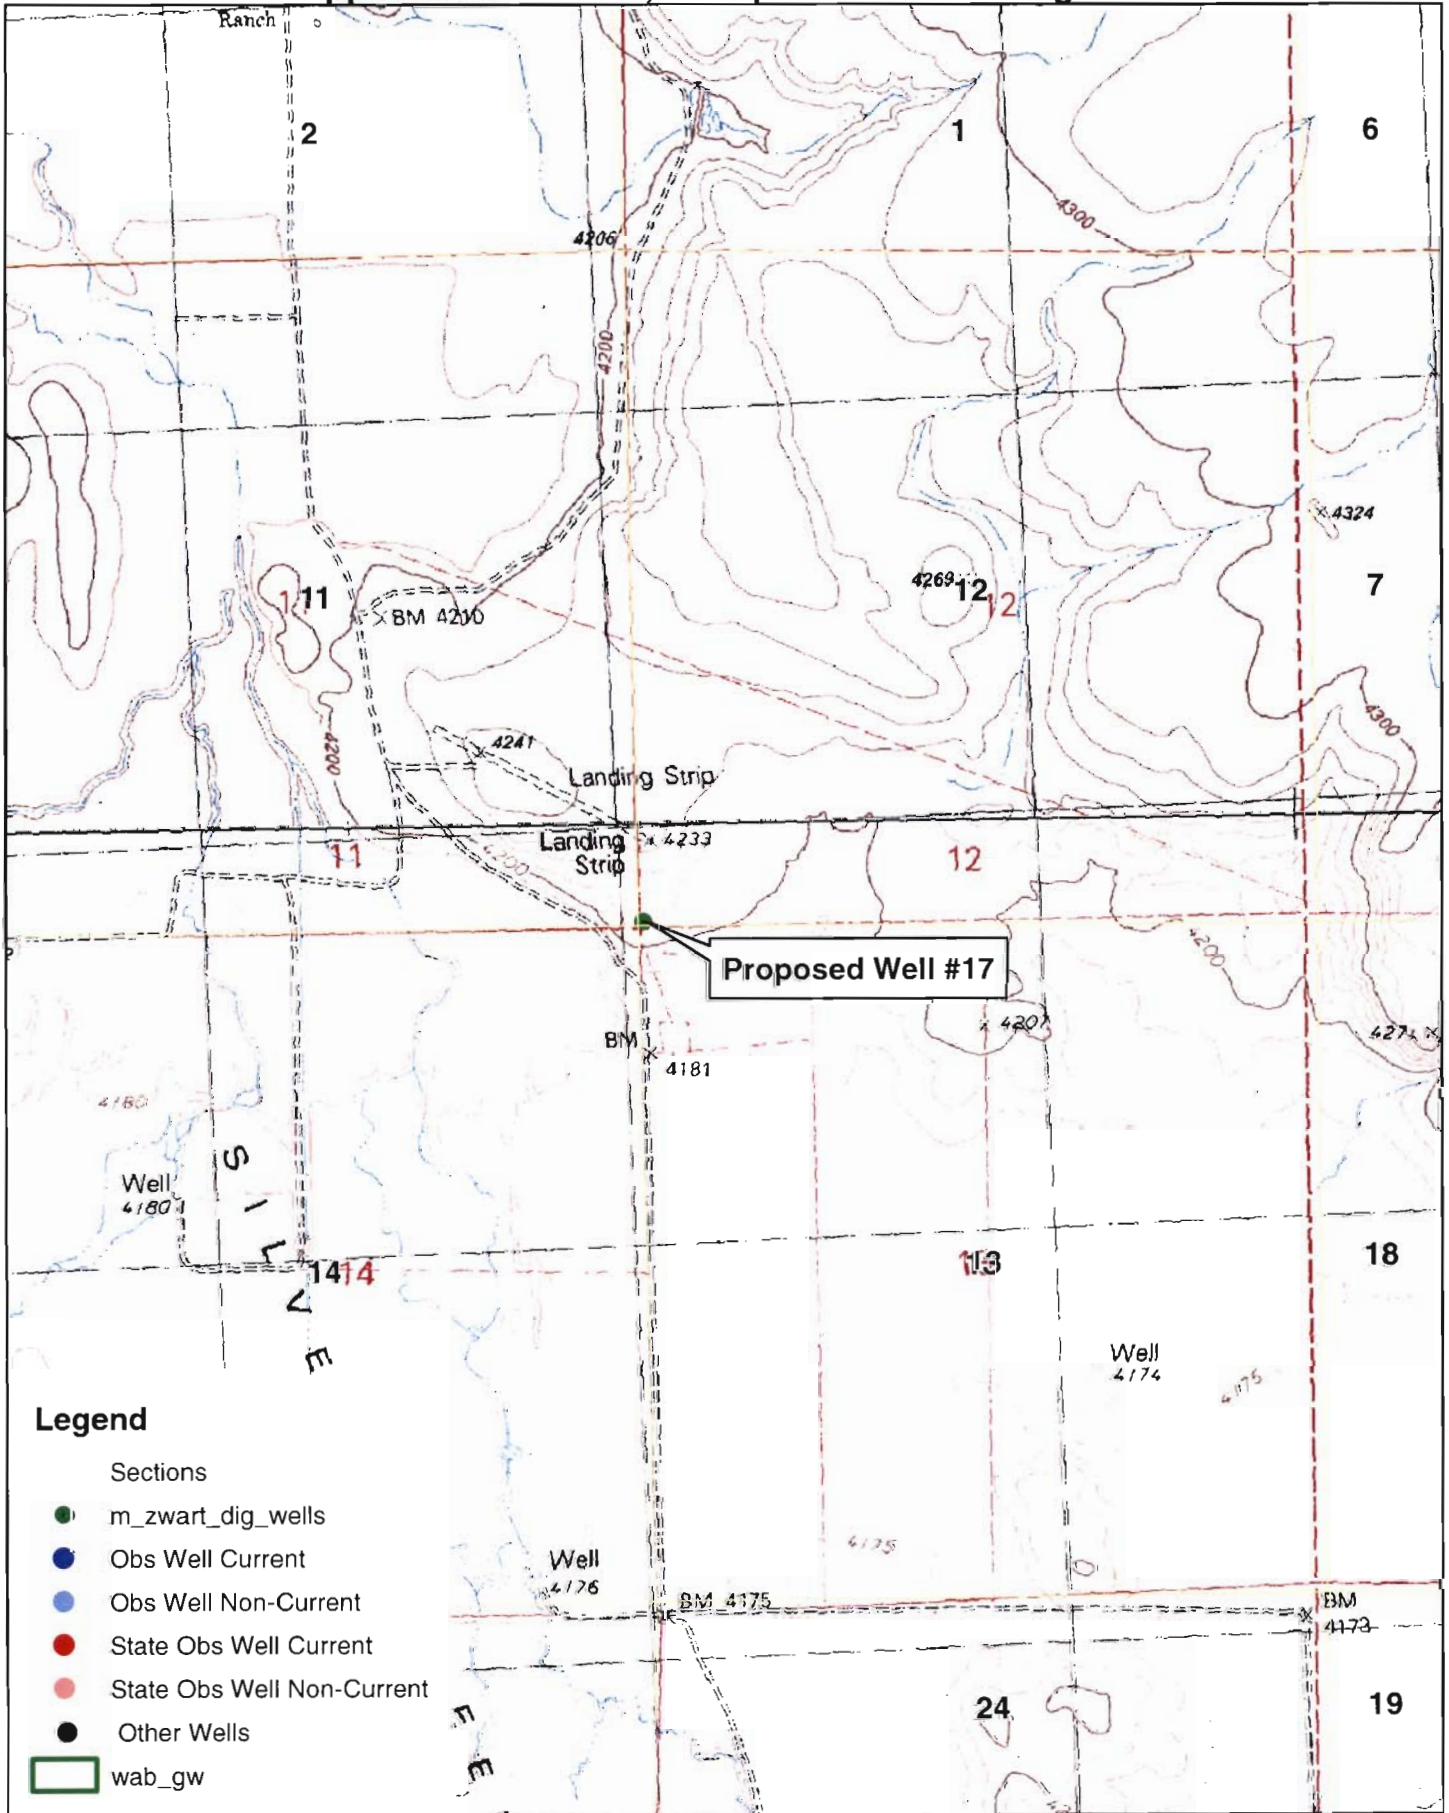 Ranch
2
1
6
4300
4206
4200
4324
4269
12
12
7
11
BM 4210
4300
4241
4200
Landing Strip
Landing
Strip
4233
4200
11
12
Proposed Well #17
4200
4207
BM
4181
4180
S
I
L
V
E
Well
4180
14
14
13
18
Well
4174
4175
4175
Legend
Sections
m_zwart_dig_wells
Obs Well Current
Obs Well Non-Current
State Obs Well Current
State Obs Well Non-Current
Other Wells
wab_gw
Well
4176
BM 4175
BM
4173
24
19